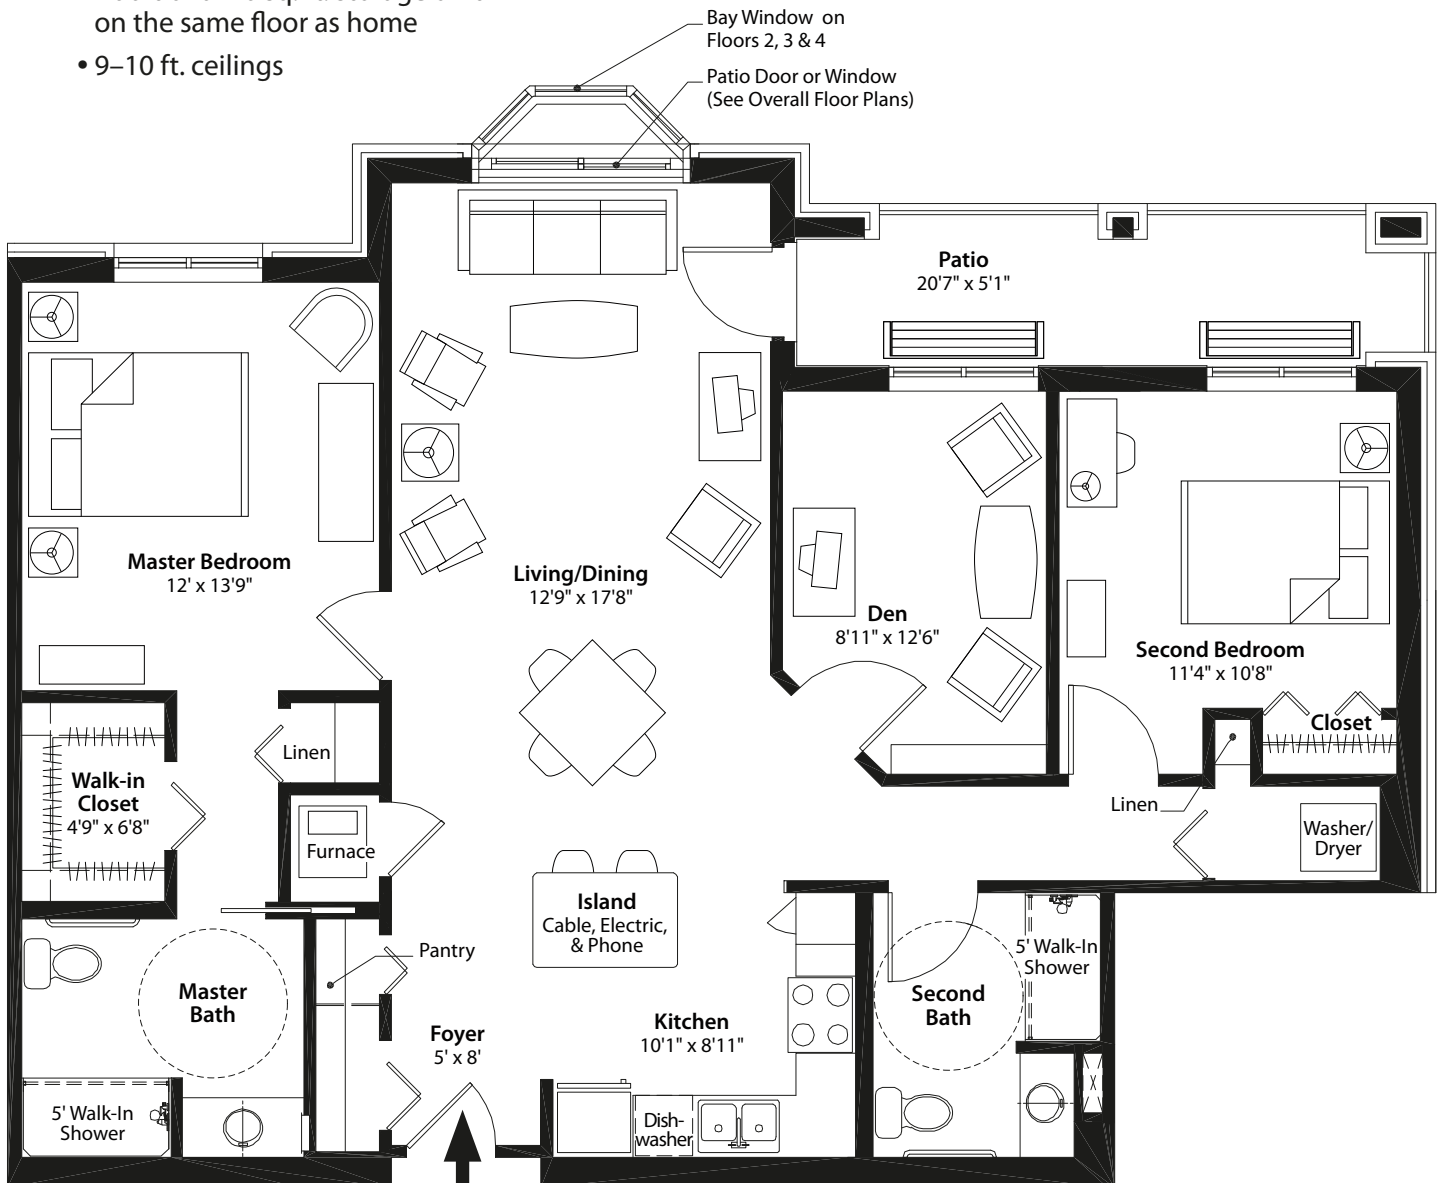 on the same floor as home
• 9–10 ft. ceilings
Bay Window on
Floors 2, 3 & 4
Patio Door or Window
(See Overall Floor Plans)
Patio
20'7" x 5'1"
Master Bedroom
12' x 13'9"
Living/Dining
12'9" x 17'8"
Den
8'11" x 12'6"
Second Bedroom
11'4" x 10'8"
Closet
Linen
Walk-in
Closet
4'9" x 6'8"
Linen
Furnace
Washer/
Dryer
Island
Cable, Electric,
& Phone
Pantry
5' Walk-In
Shower
Master
Bath
Second
Bath
Foyer
5' x 8'
Kitchen
10'1" x 8'11"
5' Walk-In
Shower
Dish-
washer